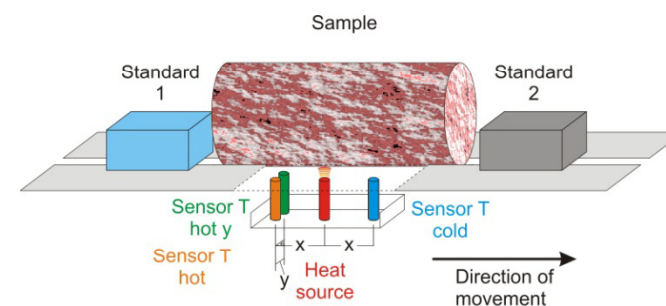 Sample
Standard
1
Standard
2
Sensor T
hot y
Sensor T
cold
Sensor T
hot
x
x
y
Heat
source
Direction of
movement